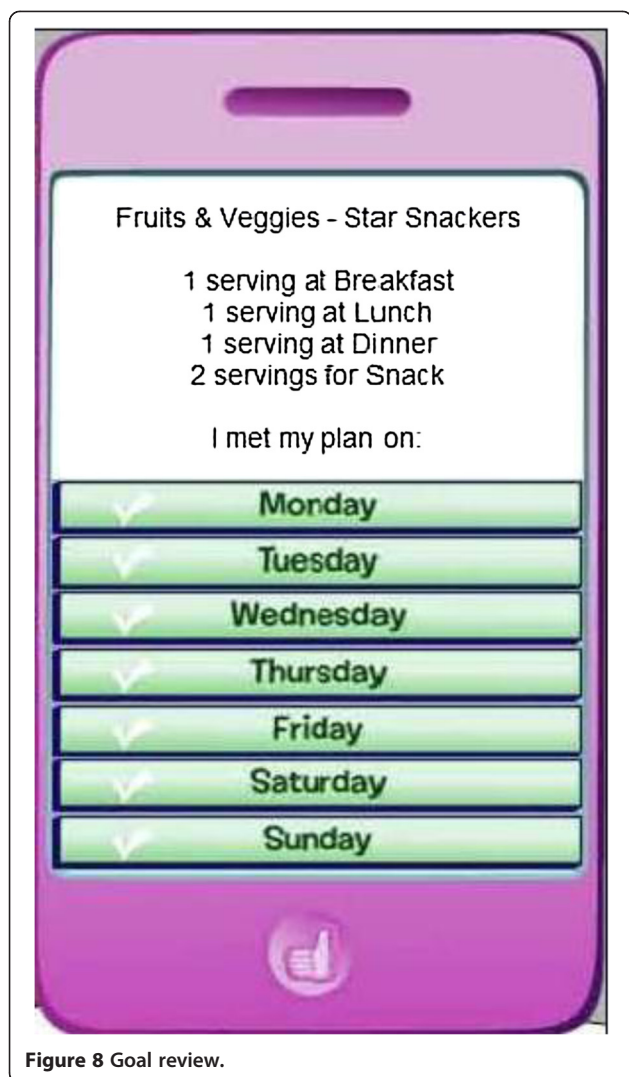 Fruits & Veggies - Star Snackers
1 serving at Breakfast
1 serving at Lunch
1 serving at Dinner
2 servings for Snack
I met my plan on:
Monday
Tuesday
Wednesday
Thursday
Friday
Saturday
Sunday
Figure 8 Goal review.